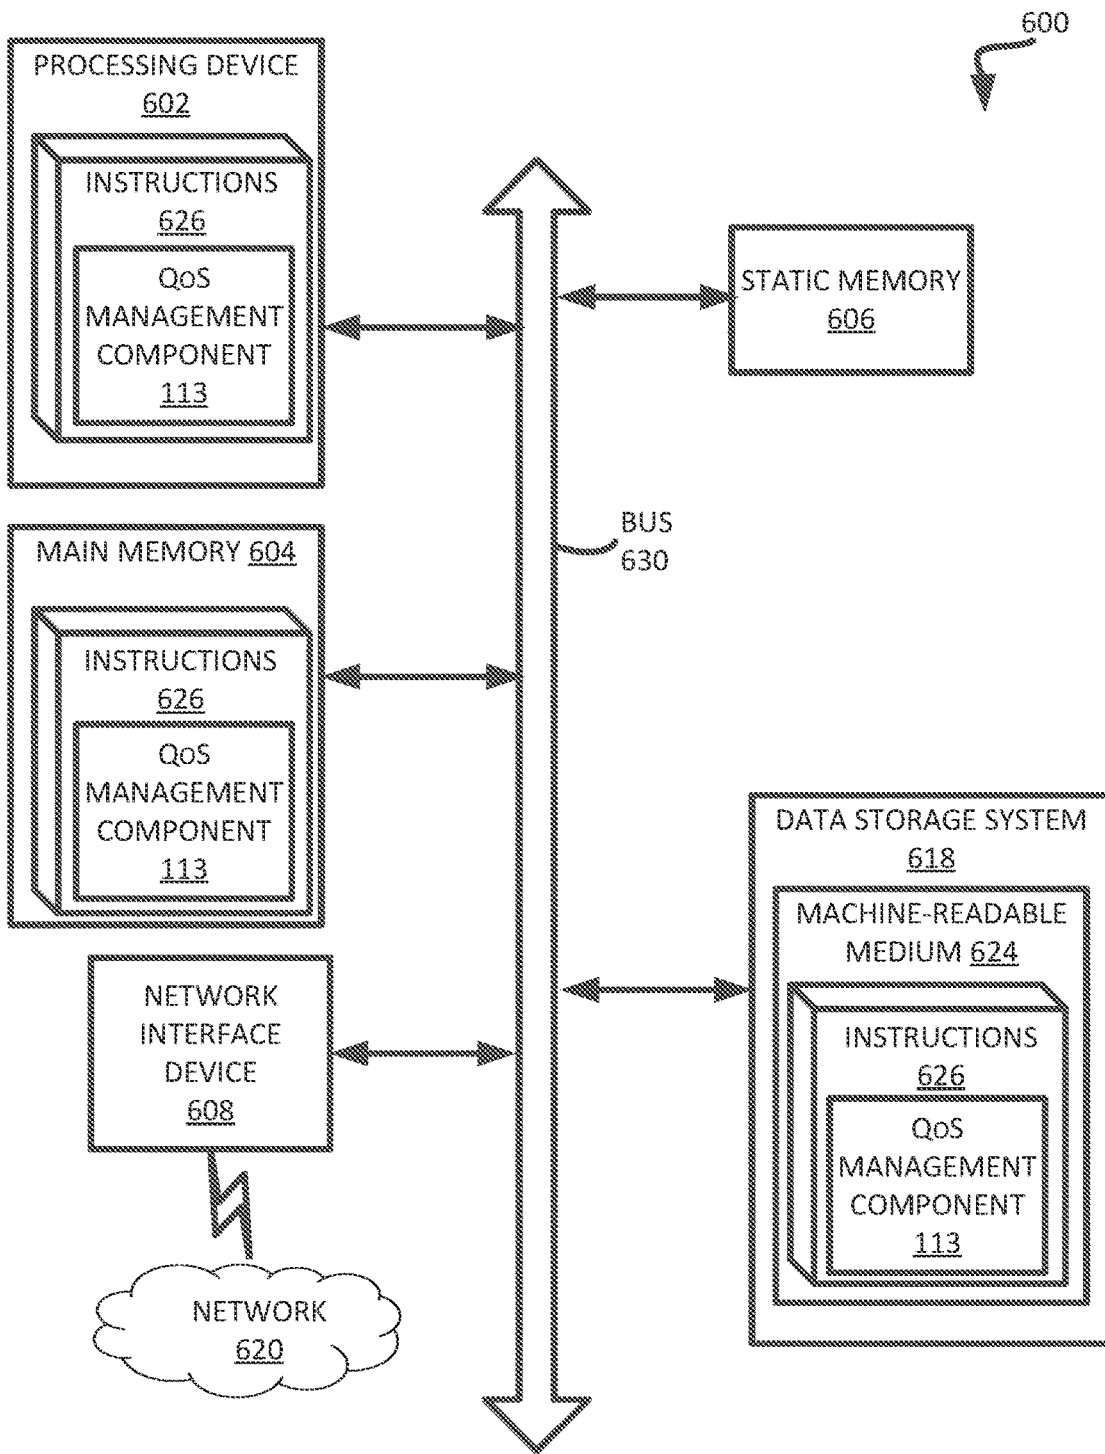 600
PROCESSING DEVICE
602
INSTRUCTIONS
626
QoS
MANAGEMENT
COMPONENT
113
STATIC MEMORY
606
BUS
630
MAIN MEMORY 604
INSTRUCTIONS
626
QoS
MANAGEMENT
COMPONENT
113
DATA STORAGE SYSTEM
618
MACHINE-READABLE
MEDIUM 624
INSTRUCTIONS
626
QoS
MANAGEMENT
COMPONENT
113
NETWORK
INTERFACE
DEVICE
608
NETWORK
620